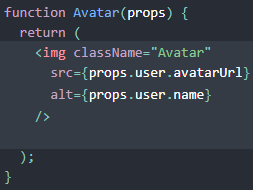 function Avatar(props) {
  return (
    <img className="Avatar"
      src={props.user.avatarUrl}
      alt={props.user.name}
    />

  );
}